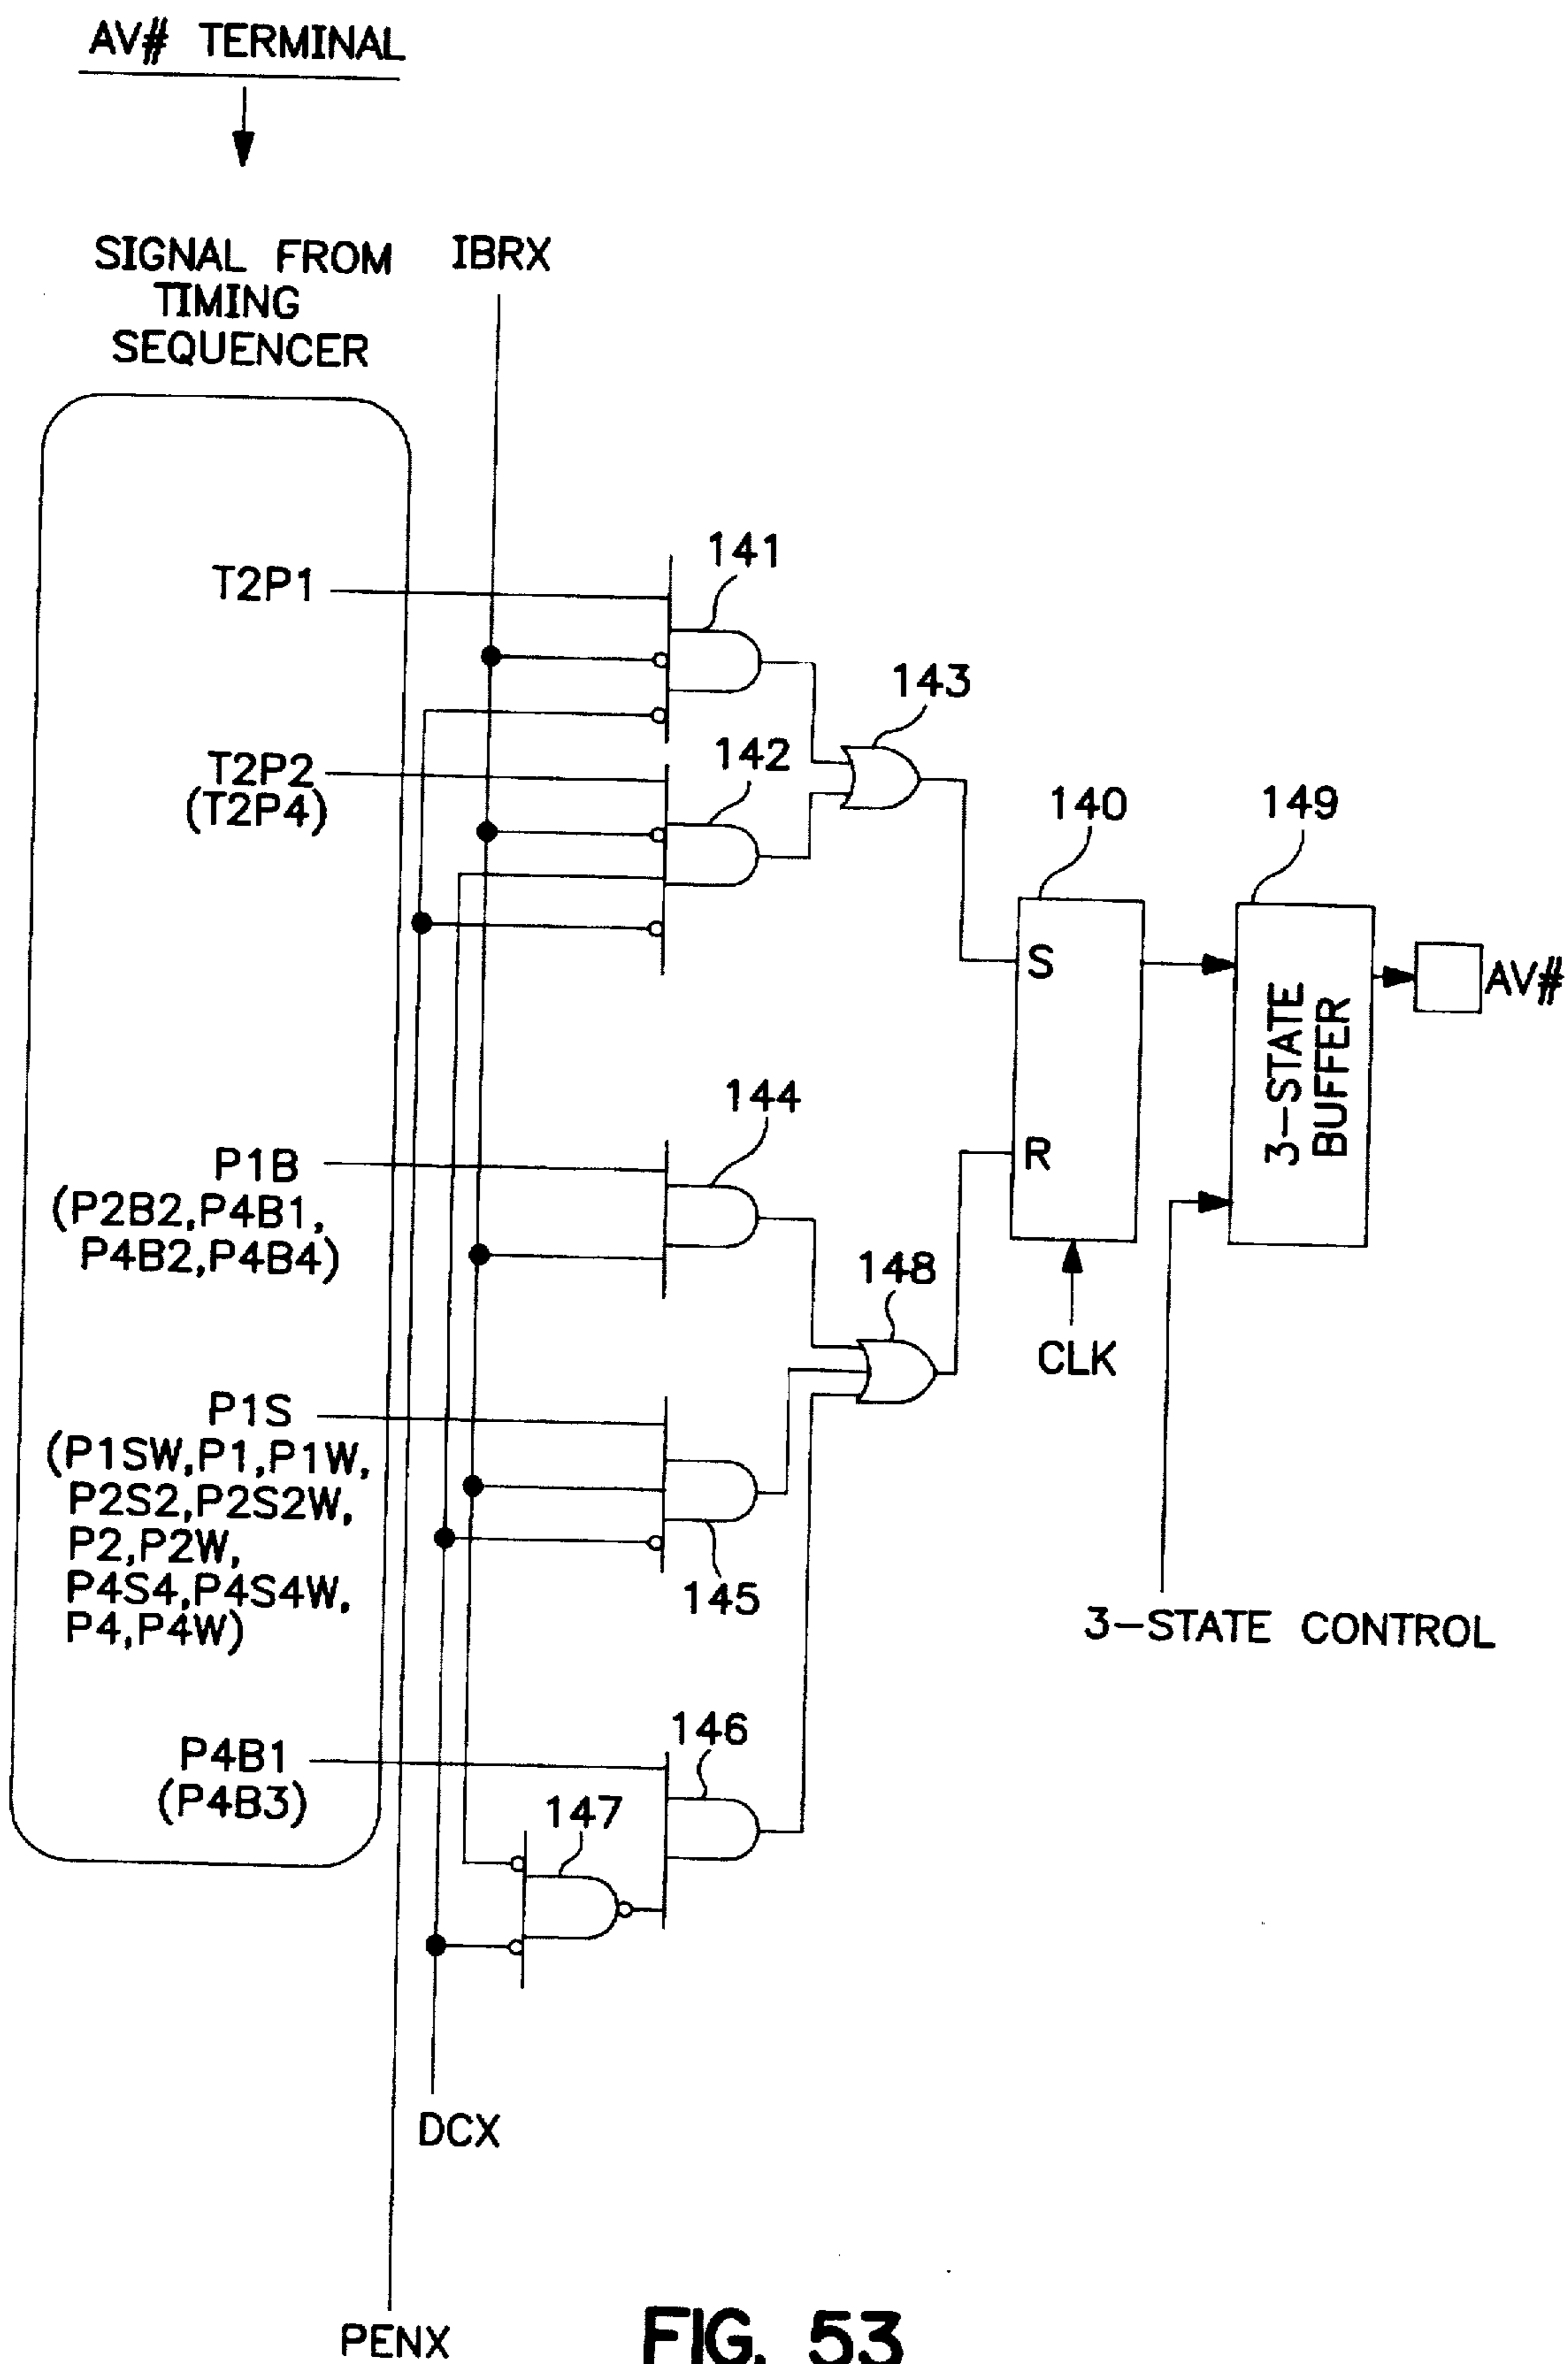 AV# TERMINAL
SIGNAL FROM
TIMING
SEQUENCER
IBRX
T2P1
141
143
T2P2
(T2P4)
142
140
149
S
R
3-STATE
BUFFER
AV#
144
P1B
(P2B2,P4B1,
P4B2,P4B4)
148
CLK
P1S
(P1SW,P1,P1W,
P2S2,P2S2W,
P2,P2W,
P4S4,P4S4W,
P4,P4W)
145
3-STATE CONTROL
146
P4B1
(P4B3)
147
DCX
PENX
FIG. 53